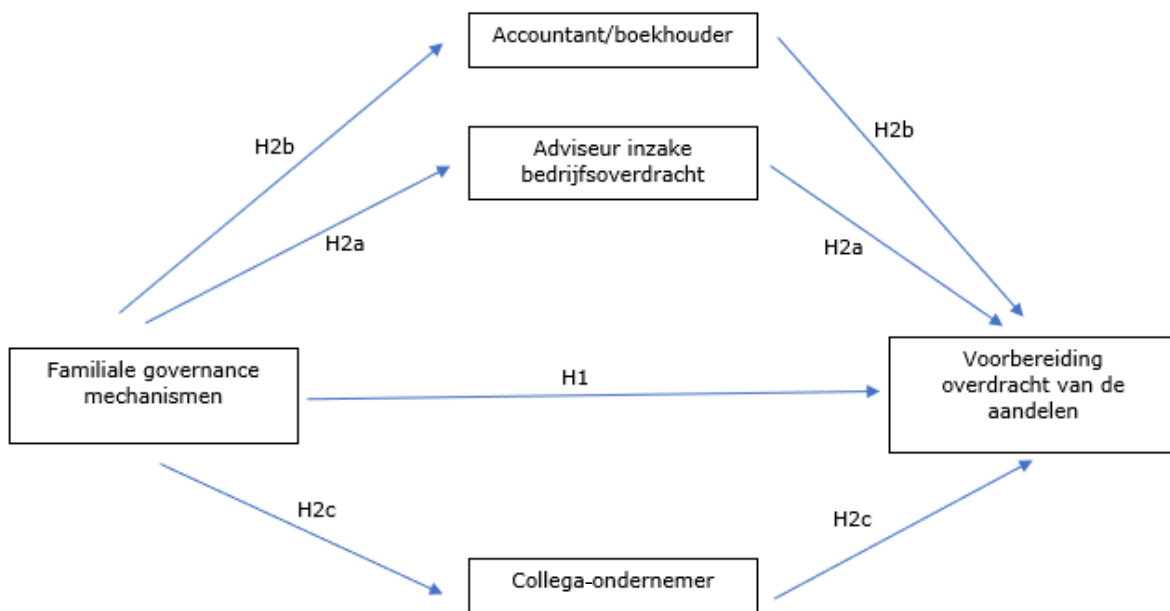 Accountant/boekhouder
H2b
H2b
Adviseur inzake
bedrijfsoverdracht
H2a
H2a
Familiale governance
mechanismen
H1
Voorbereiding
overdracht van de
aandelen
H2c
H2c
Collega-ondernemer